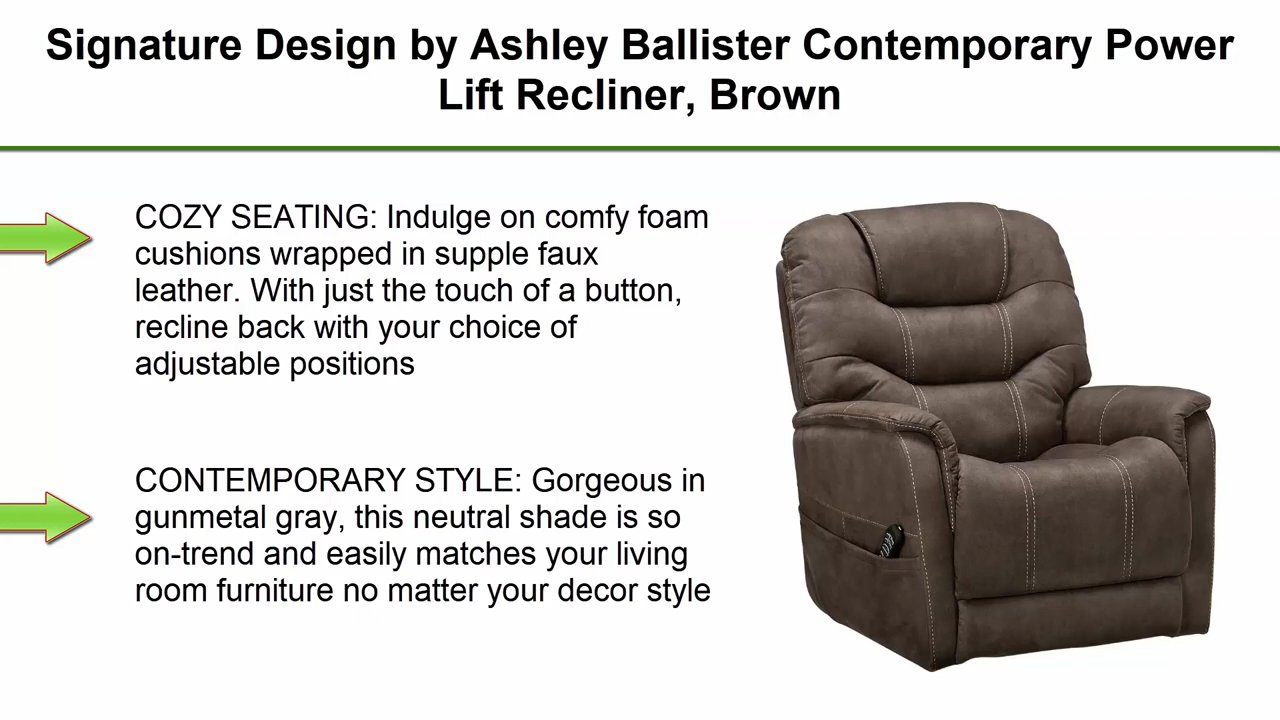 Signature Design by Ashley Ballister Contemporary Power
Lift Recliner, Brown
COZY SEATING: Indulge on comfy foam
cushions wrapped in supple faux
leather. With just the touch of a button,
recline back with your choice of
adjustable positions
CONTEMPORARY STYLE: Gorgeous in
gunmetal gray, this neutral shade is so
on-trend and easily matches your living
room furniture no matter your decor style